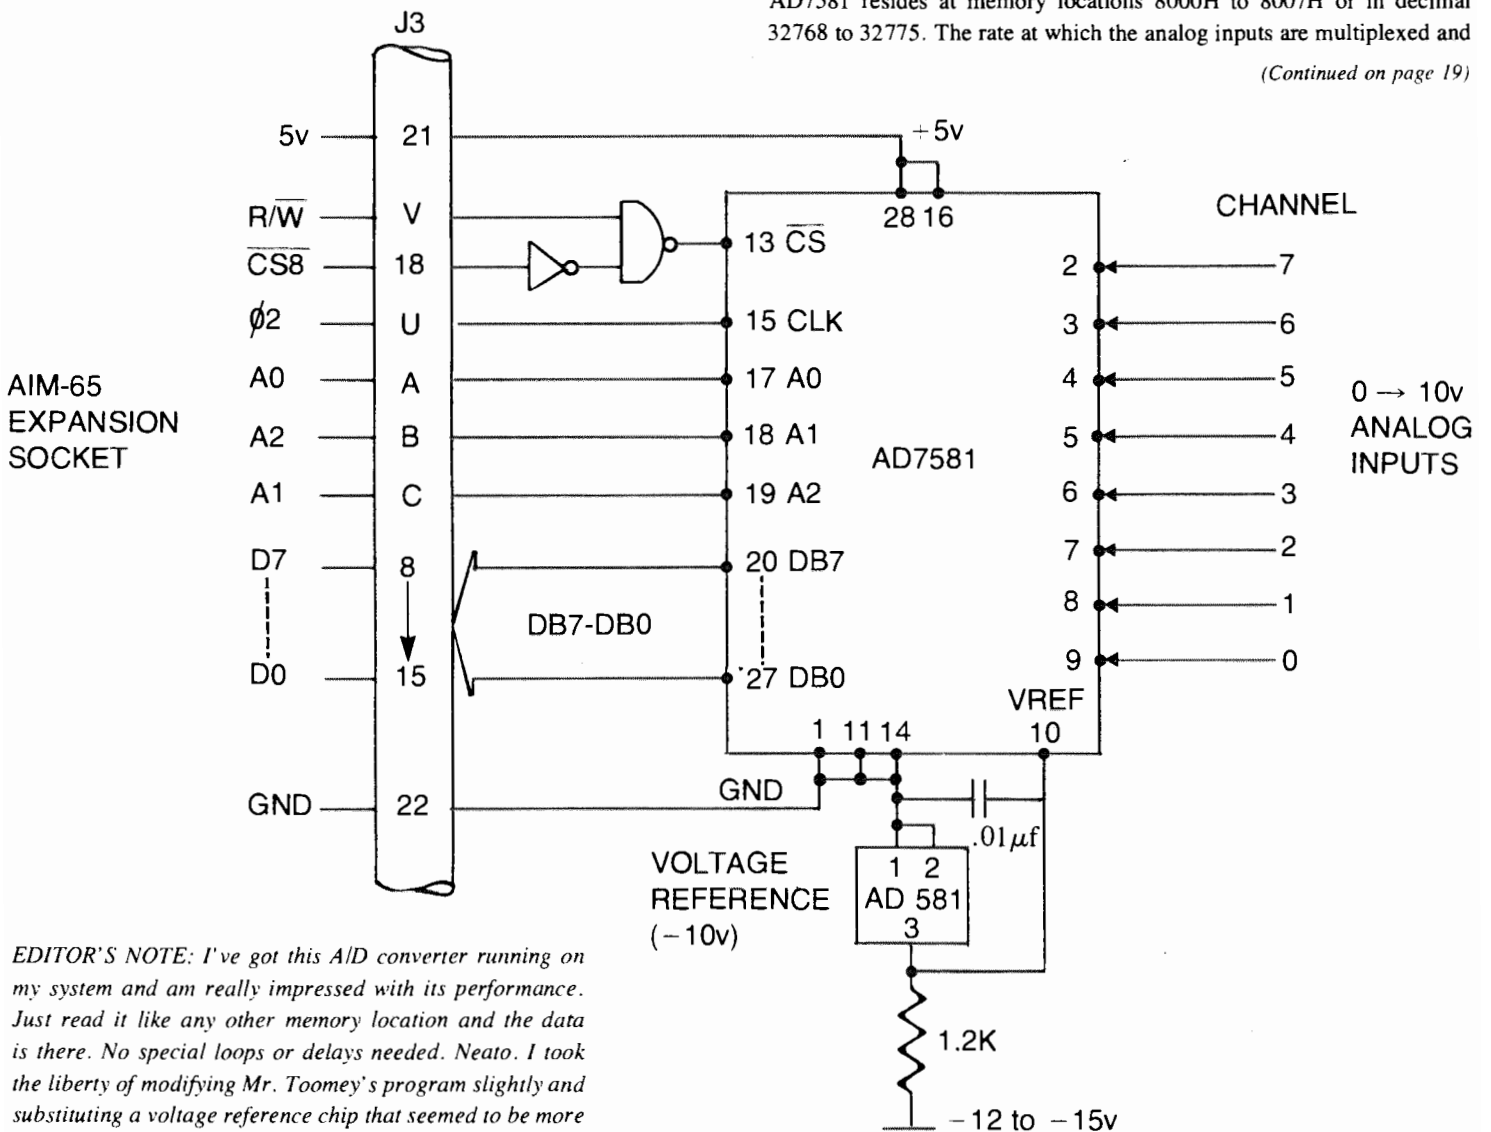 AD7581 resides at memory locations 8000H to 8007H or in decimal
32768 to 32775. The rate at which the analog inputs are multiplexed and
(Continued on page 19)
J3
5v 21 +5v
R/W V
CS8 18
ø2 U
A0 A
A2 B
A1 C
D7 8
D0 15
GND 22
AIM-65
EXPANSION
SOCKET
DB7-DB0
28 16
13 CS
15 CLK
17 A0
18 A1
19 A2
20 DB7
27 DB0
AD7581
CHANNEL
2 7
3 6
4 5
5 4
6 3
7 2
8 1
9 0
0 → 10v
ANALOG
INPUTS
VREF
1 11 14 10
GND
.01µf
VOLTAGE
REFERENCE
(−10v)
1 2
AD 581
3
1.2K
−12 to −15v
EDITOR'S NOTE: I've got this A/D converter running on
my system and am really impressed with its performance.
Just read it like any other memory location and the data
is there. No special loops or delays needed. Neato. I took
the liberty of modifying Mr. Toomey's program slightly and
substituting a voltage reference chip that seemed to be more